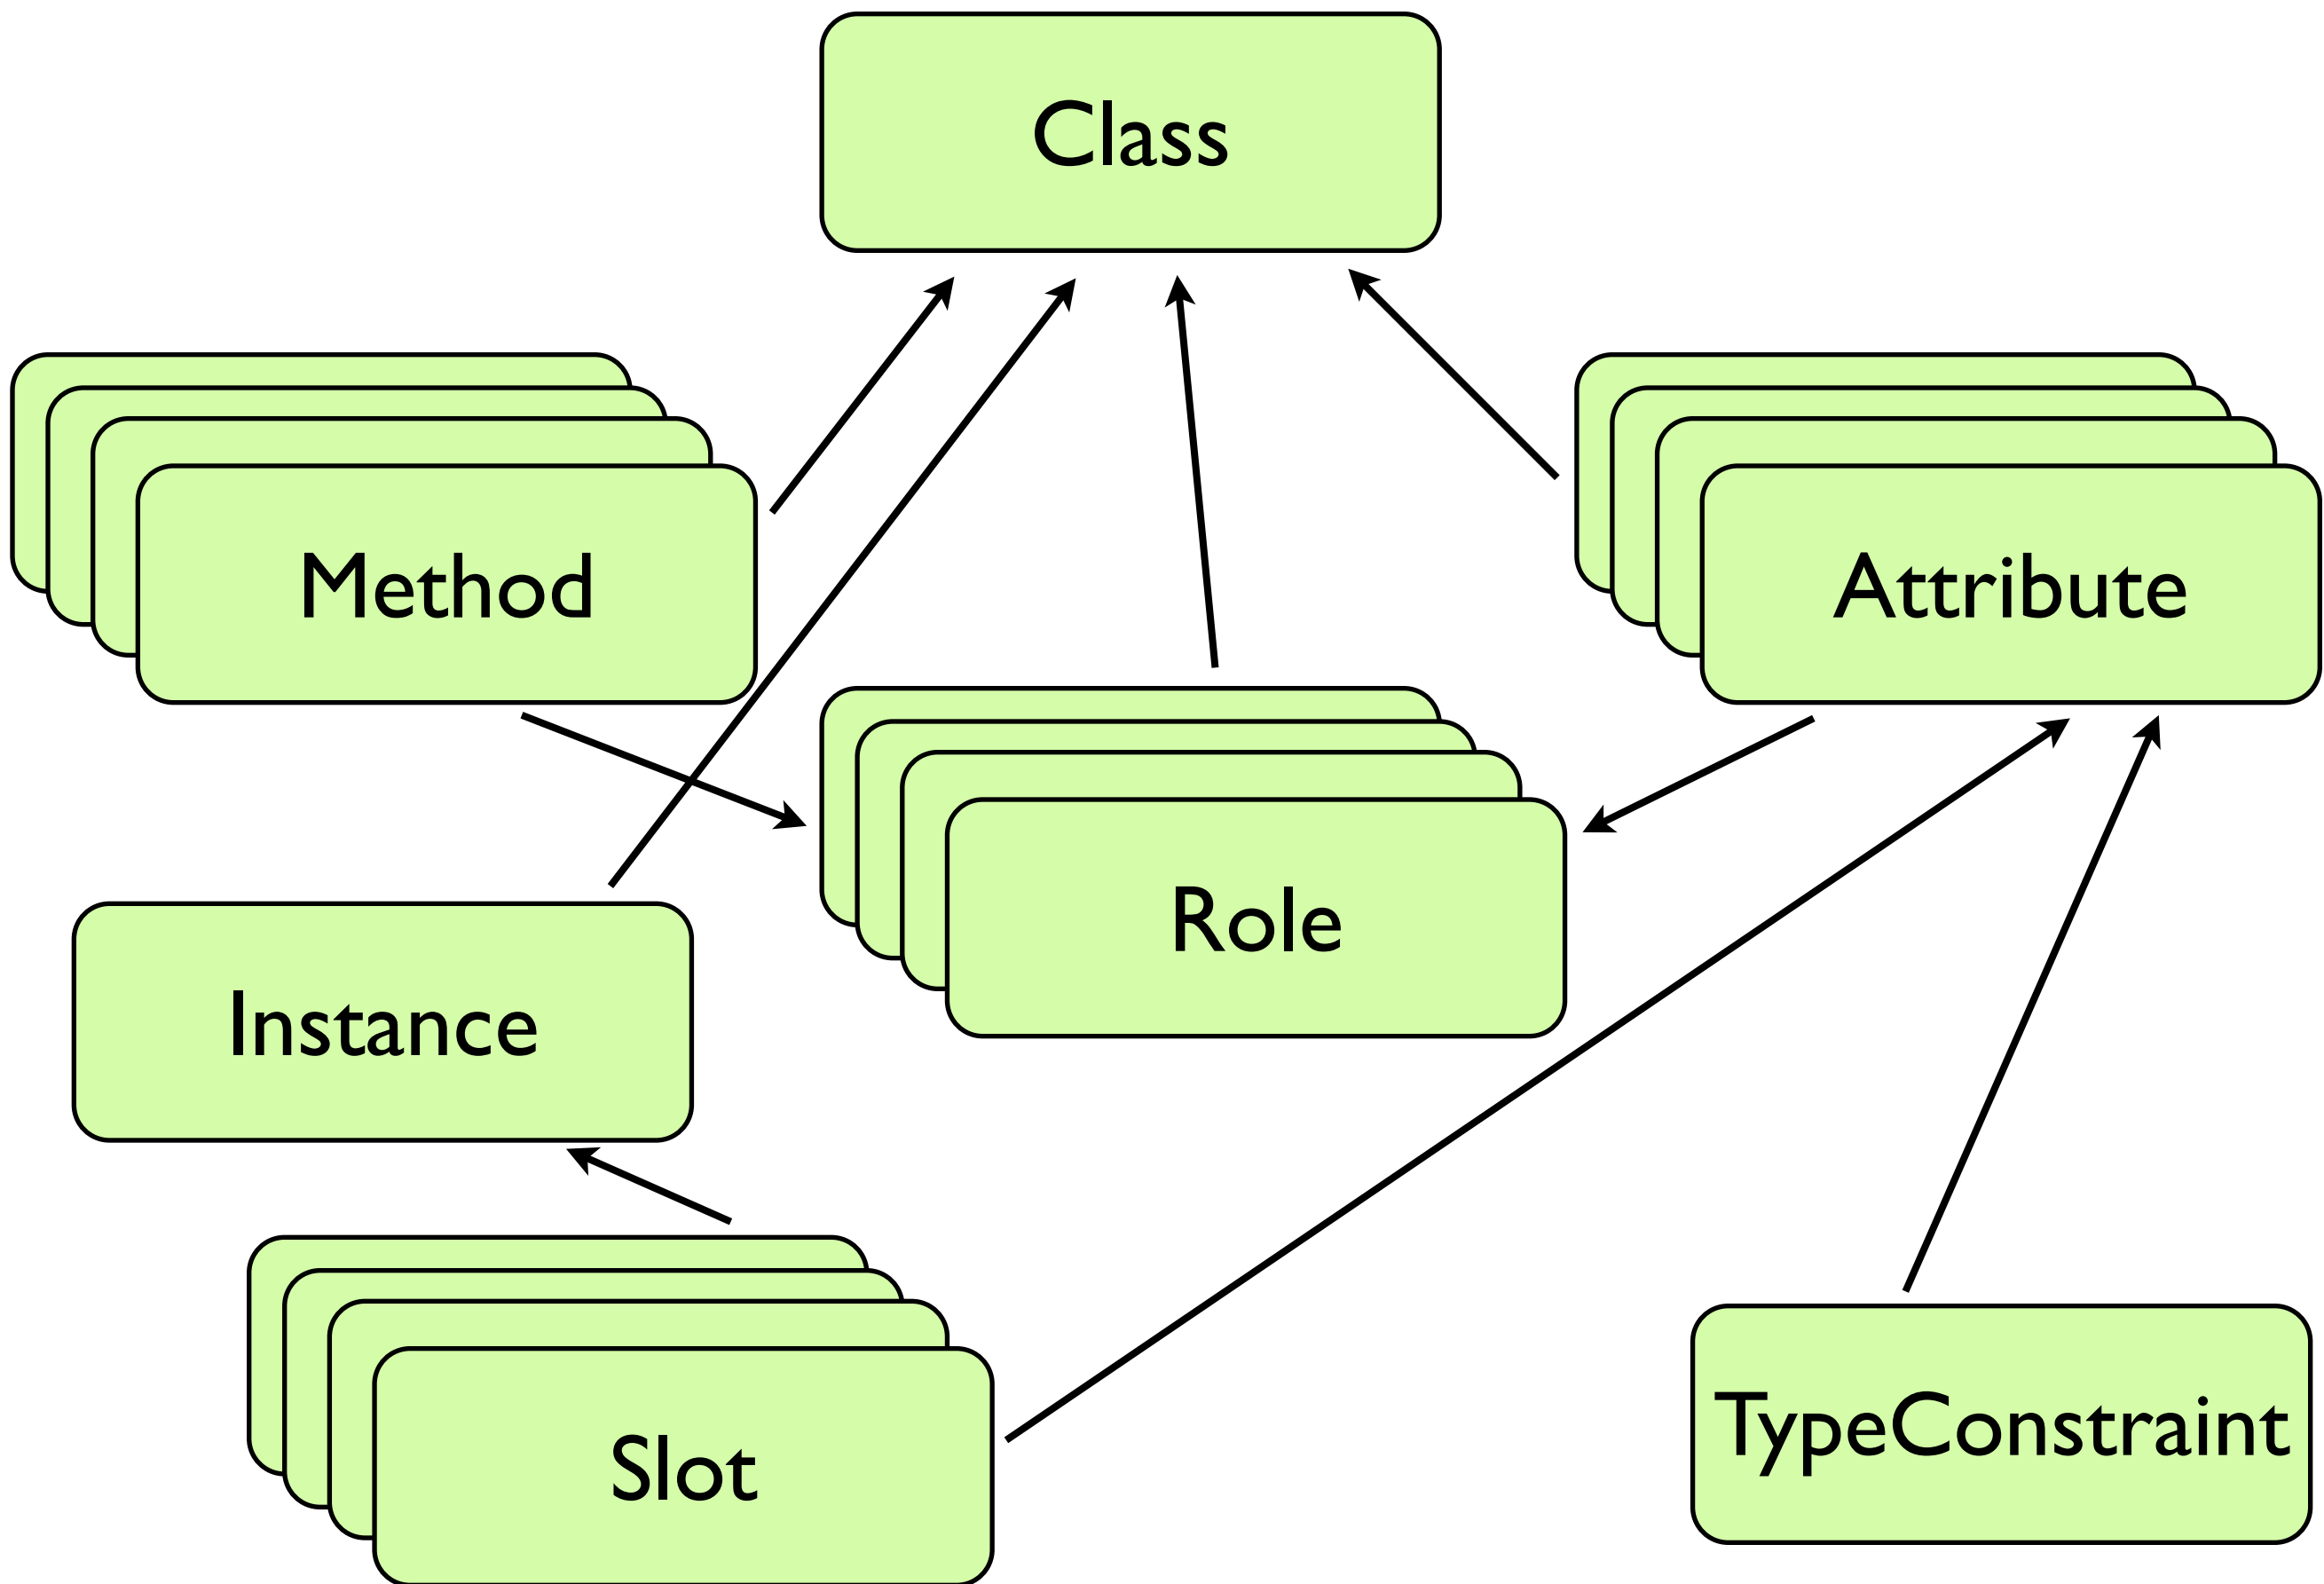 Class
Method
Attribute
Role
Instance
Slot
TypeConstraint